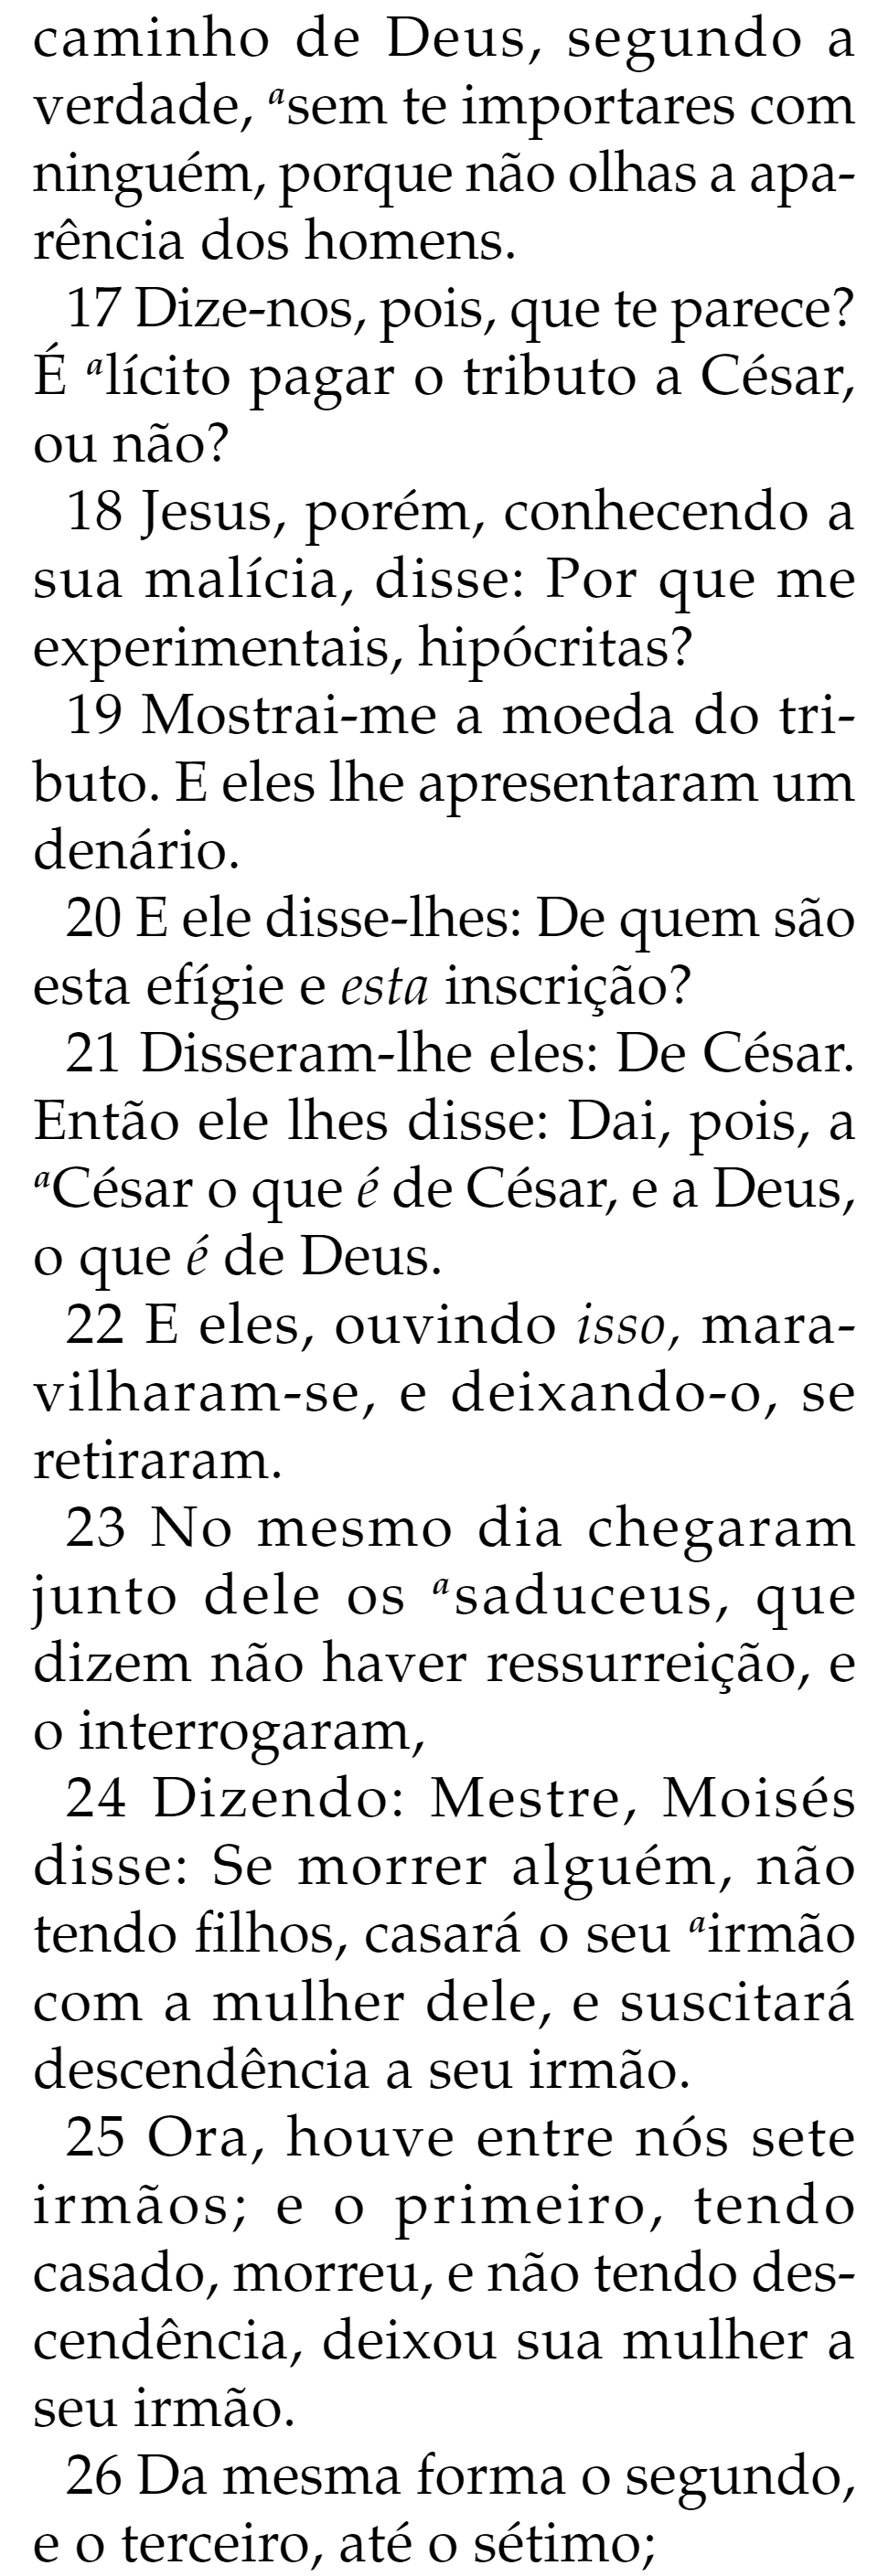 caminho de Deus, segundo a
verdade, ᵃsem te importares com
ninguém, porque não olhas a apa-
rência dos homens.
17 Dize-nos, pois, que te parece?
É ᵃlícito pagar o tributo a César,
ou não?
18 Jesus, porém, conhecendo a
sua malícia, disse: Por que me
experimentais, hipócritas?
19 Mostrai-me a moeda do tri-
buto. E eles lhe apresentaram um
denário.
20 E ele disse-lhes: De quem são
esta efígie e esta inscrição?
21 Disseram-lhe eles: De César.
Então ele lhes disse: Dai, pois, a
ᵃCésar o que é de César, e a Deus,
o que é de Deus.
22 E eles, ouvindo isso, mara-
vilharam-se, e deixando-o, se
retiraram.
23 No mesmo dia chegaram
junto dele os ᵃsaduceus, que
dizem não haver ressurreição, e
o interrogaram,
24 Dizendo: Mestre, Moisés
disse: Se morrer alguém, não
tendo filhos, casará o seu ᵃirmão
com a mulher dele, e suscitará
descendência a seu irmão.
25 Ora, houve entre nós sete
irmãos; e o primeiro, tendo
casado, morreu, e não tendo des-
cendência, deixou sua mulher a
seu irmão.
26 Da mesma forma o segundo,
e o terceiro, até o sétimo;